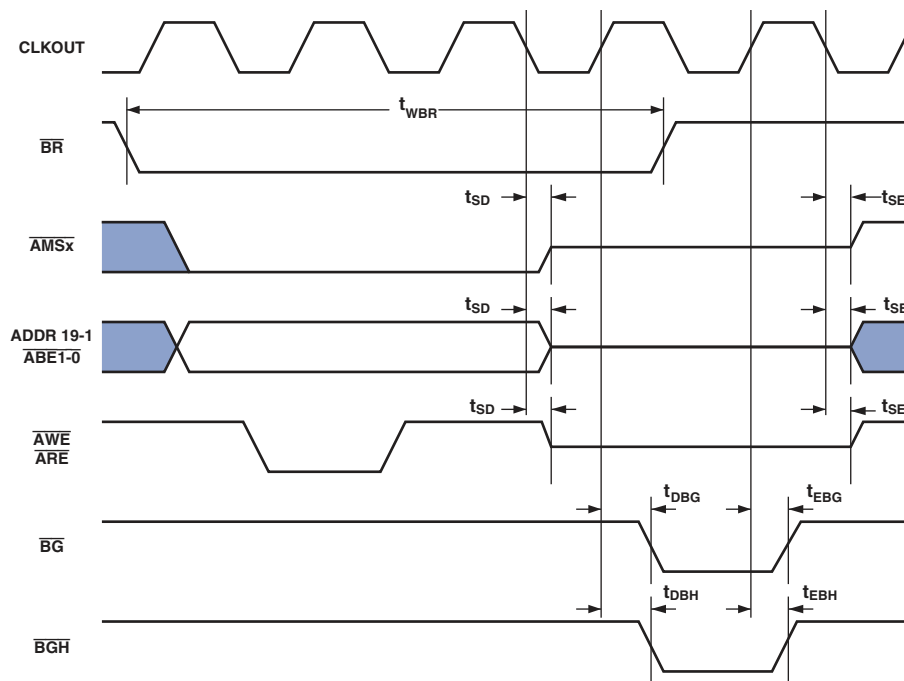 CLKOUT
tWBR
BR
tSD tSE
AMSx
tSD tSE
ADDR 19-1
ABE1-0
tSD tSE
AWE
ARE
tDBG tEBG
BG
tDBH tEBH
BGH